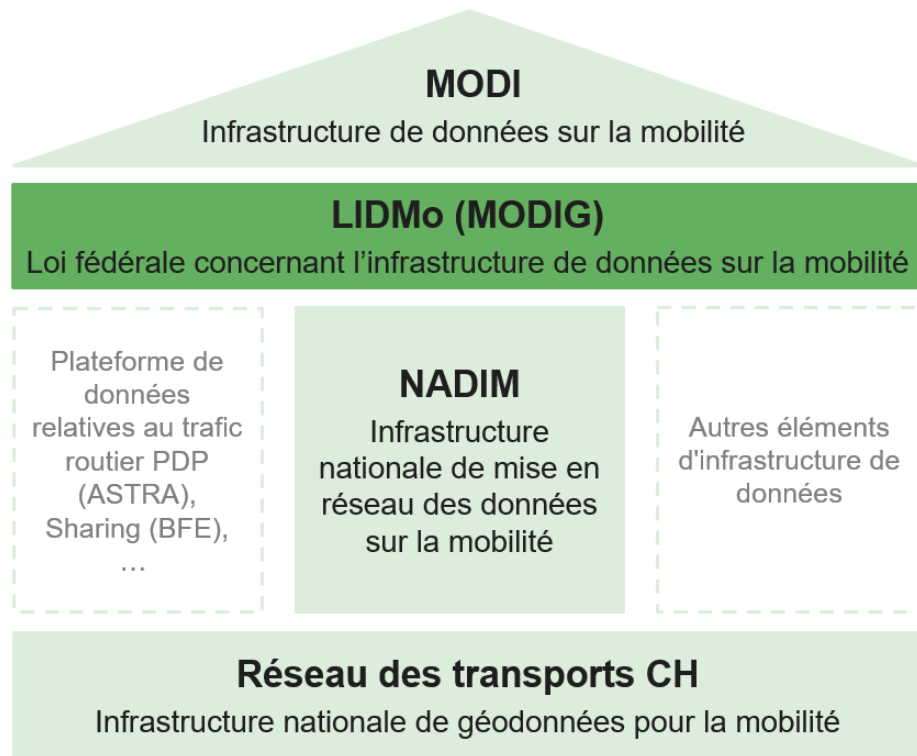 MODI
Infrastructure de données sur la mobilité
LIDMo (MODIG)
Loi fédérale concernant l’infrastructure de données sur la mobilité
Plateforme de
données
relatives au trafic
routier PDP
(ASTRA),
Sharing (BFE),
…
NADIM
Infrastructure
nationale de mise en
réseau des données
sur la mobilité
Autres éléments
d'infrastructure de
données
Réseau des transports CH
Infrastructure nationale de géodonnées pour la mobilité